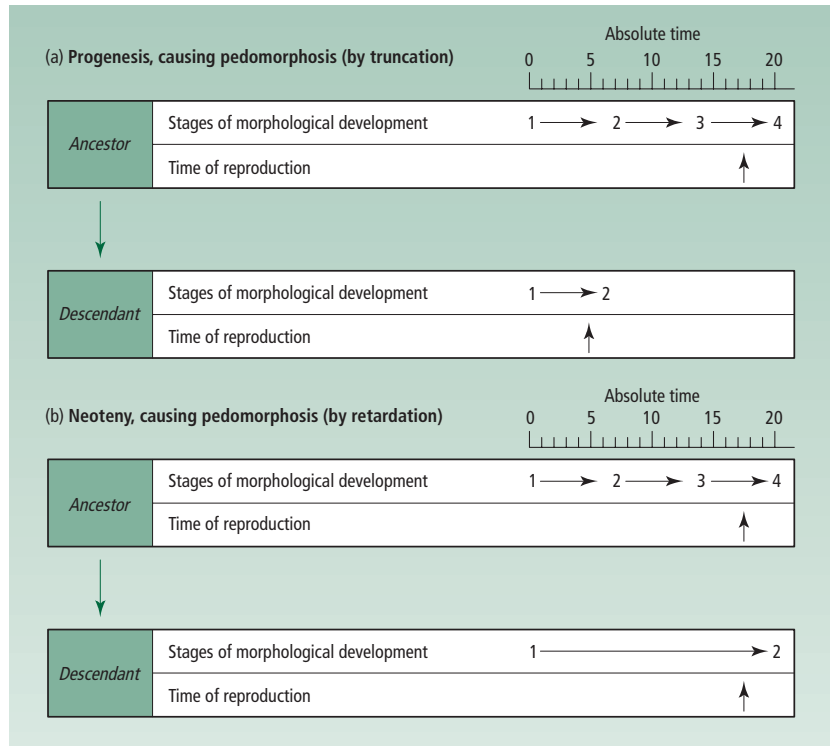 Absolute time
(a) Progenesis, causing pedomorphosis (by truncation)
0 5 10 15 20
Ancestor
Stages of morphological development
1 2 3 4
Time of reproduction
Descendant
Stages of morphological development
1 2
Time of reproduction
Absolute time
(b) Neoteny, causing pedomorphosis (by retardation)
0 5 10 15 20
Ancestor
Stages of morphological development
1 2 3 4
Time of reproduction
Descendant
Stages of morphological development
1 2
Time of reproduction